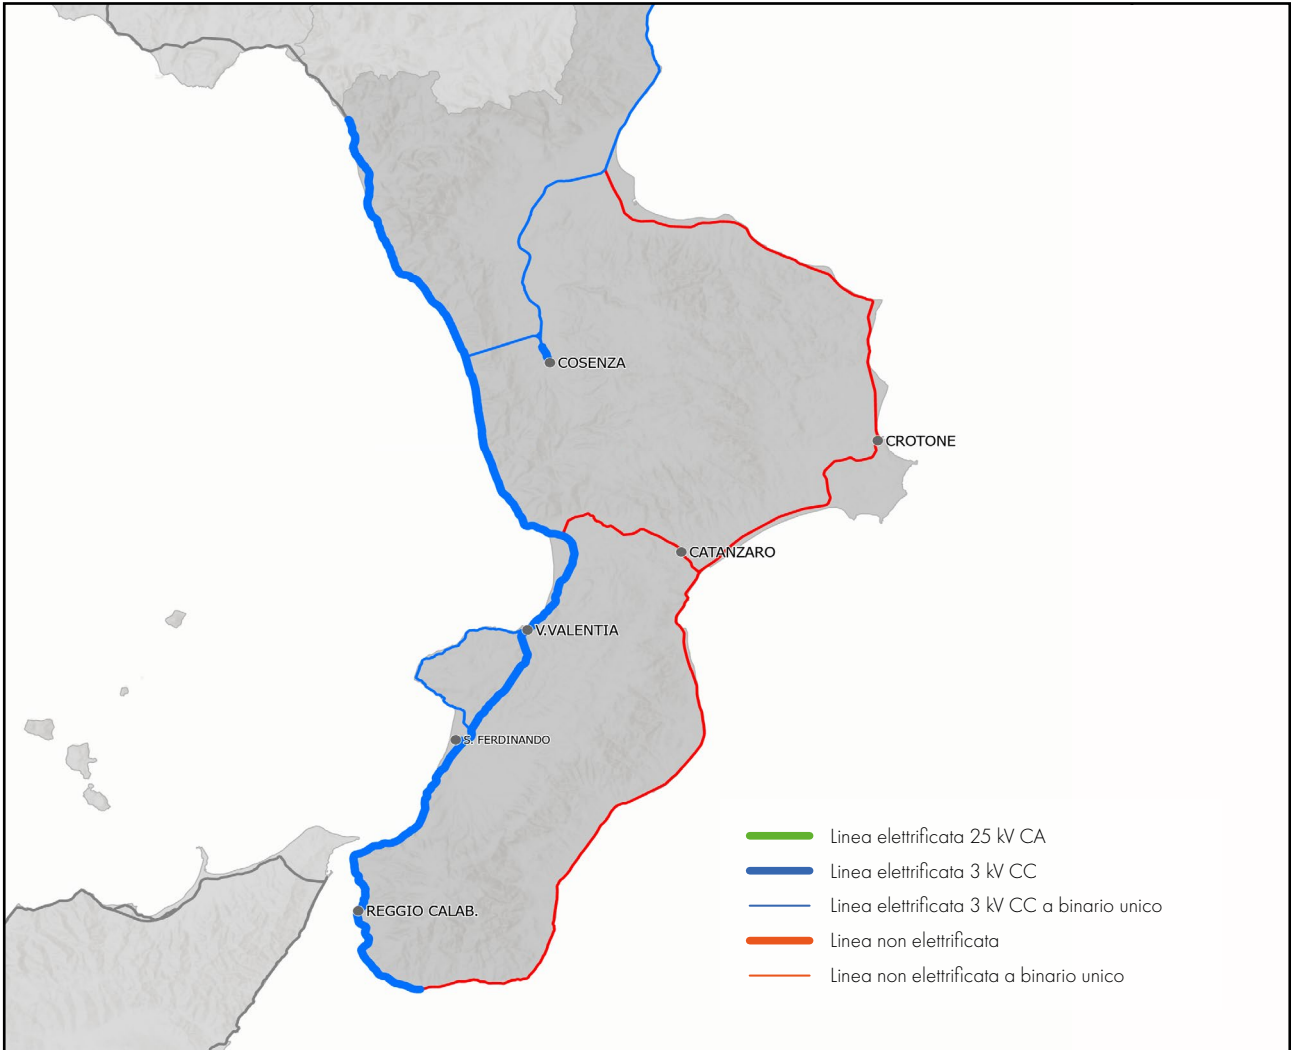 COSENZA
CROTONE
CATANZARO
V.VALENTIA
S. FERDINANDO
REGGIO CALAB.
Linea elettrificata 25 kV CA
Linea elettrificata 3 kV CC
Linea elettrificata 3 kV CC a binario unico
Linea non elettrificata
Linea non elettrificata a binario unico